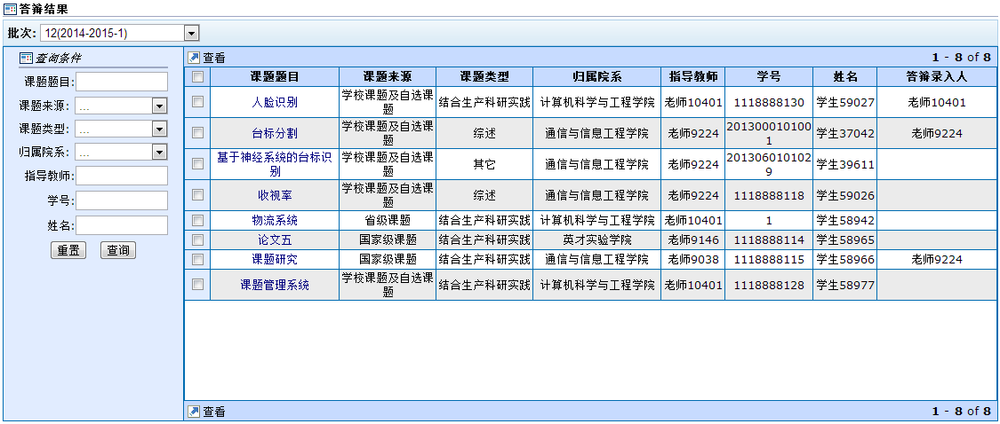 答辩结果
批次: 12(2014-2015-1)
查询条件
课题题目:
课题来源: ...
课题类型: ...
归属院系: ...
指导教师:
学号:
姓名:
重置 查询
查看 1 - 8 of 8
课题题目 课题来源 课题类型 归属院系 指导教师 学号 姓名 答辩录入人
人脸识别 学校课题及自选课题 结合生产科研实践 计算机科学与工程学院 老师10401 1118888130 学生59027 老师10401
台标分割 学校课题及自选课题 综述 通信与信息工程学院 老师9224 2013000101001 学生37042 老师9224
基于神经系统的台标识别 学校课题及自选课题 其它 通信与信息工程学院 老师9224 2013060101029 学生39611
收视率 学校课题及自选课题 综述 通信与信息工程学院 老师9224 1118888118 学生59026
物流系统 省级课题 结合生产科研实践 计算机科学与工程学院 老师10401 1 学生58942
论文五 国家级课题 结合生产科研实践 英才实验学院 老师9146 1118888114 学生58965
课题研究 国家级课题 结合生产科研实践 通信与信息工程学院 老师9038 1118888115 学生58966 老师9224
课题管理系统 学校课题及自选课题 结合生产科研实践 计算机科学与工程学院 老师10401 1118888128 学生58977
查看 1 - 8 of 8